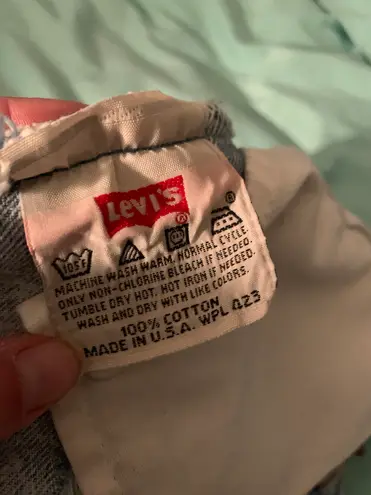 Levi's
105F
MACHINE WASH WARM, NORMAL CYCLE.
ONLY NON-CHLORINE BLEACH IF NEEDED.
TUMBLE DRY HOT, HOT IRON IF NEEDED.
WASH AND DRY WITH LIKE COLORS.
100% COTTON
MADE IN U.S.A. WPL 423